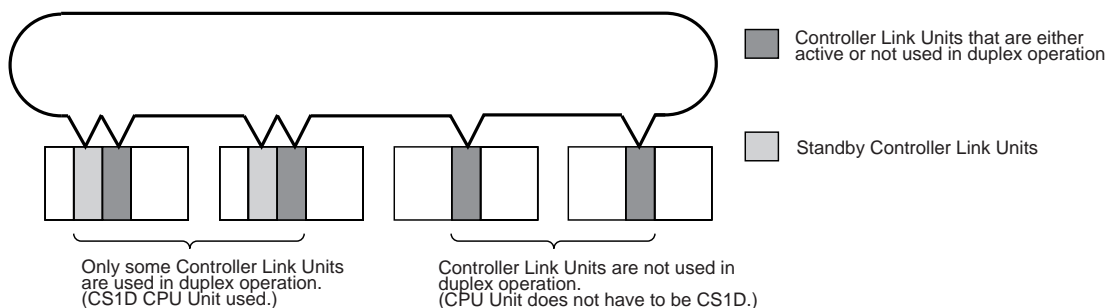 Controller Link Units that are either
active or not used in duplex operation
Standby Controller Link Units
Only some Controller Link Units
are used in duplex operation.
(CS1D CPU Unit used.)
Controller Link Units are not used in
duplex operation.
(CPU Unit does not have to be CS1D.)